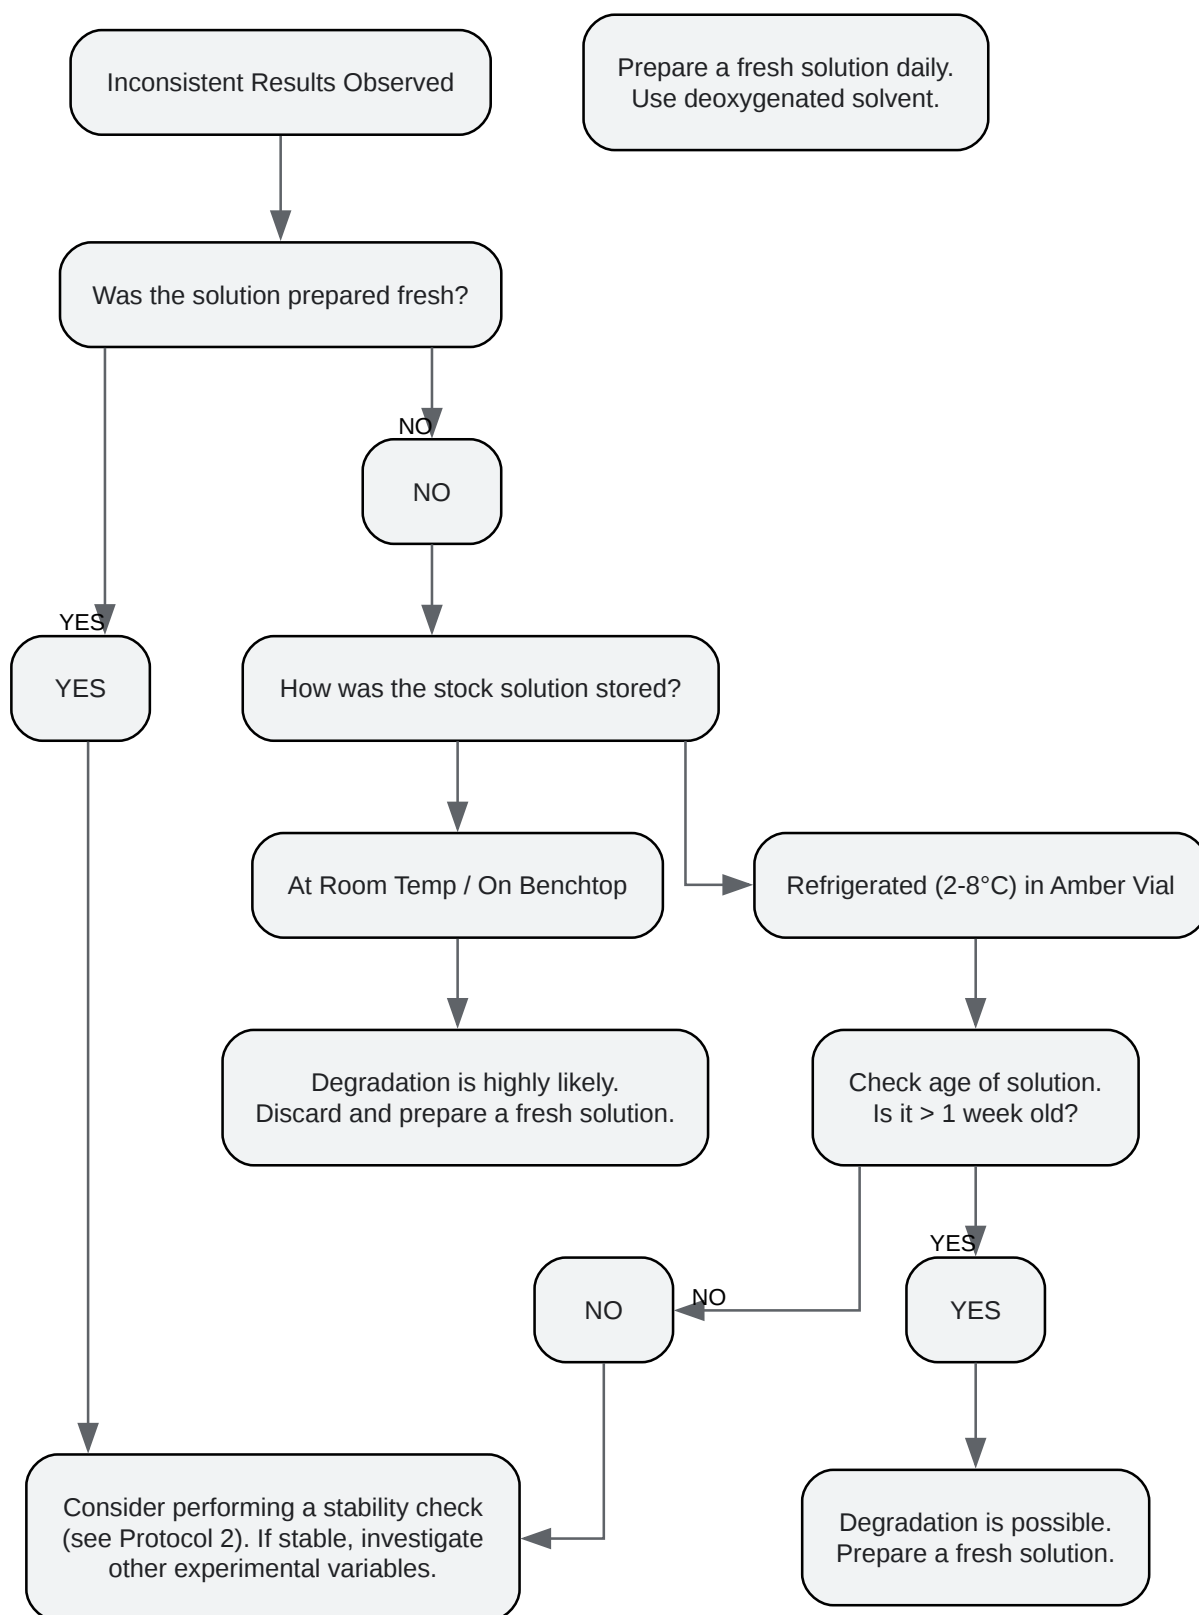 Inconsistent Results Observed
Prepare a fresh solution daily.
Use deoxygenated solvent.
Was the solution prepared fresh?
NO
NO
YES
YES
How was the stock solution stored?
At Room Temp / On Benchtop
Refrigerated (2-8°C) in Amber Vial
Degradation is highly likely.
Discard and prepare a fresh solution.
Check age of solution.
Is it > 1 week old?
YES
NO
NO
YES
Consider performing a stability check
(see Protocol 2). If stable, investigate
other experimental variables.
Degradation is possible.
Prepare a fresh solution.